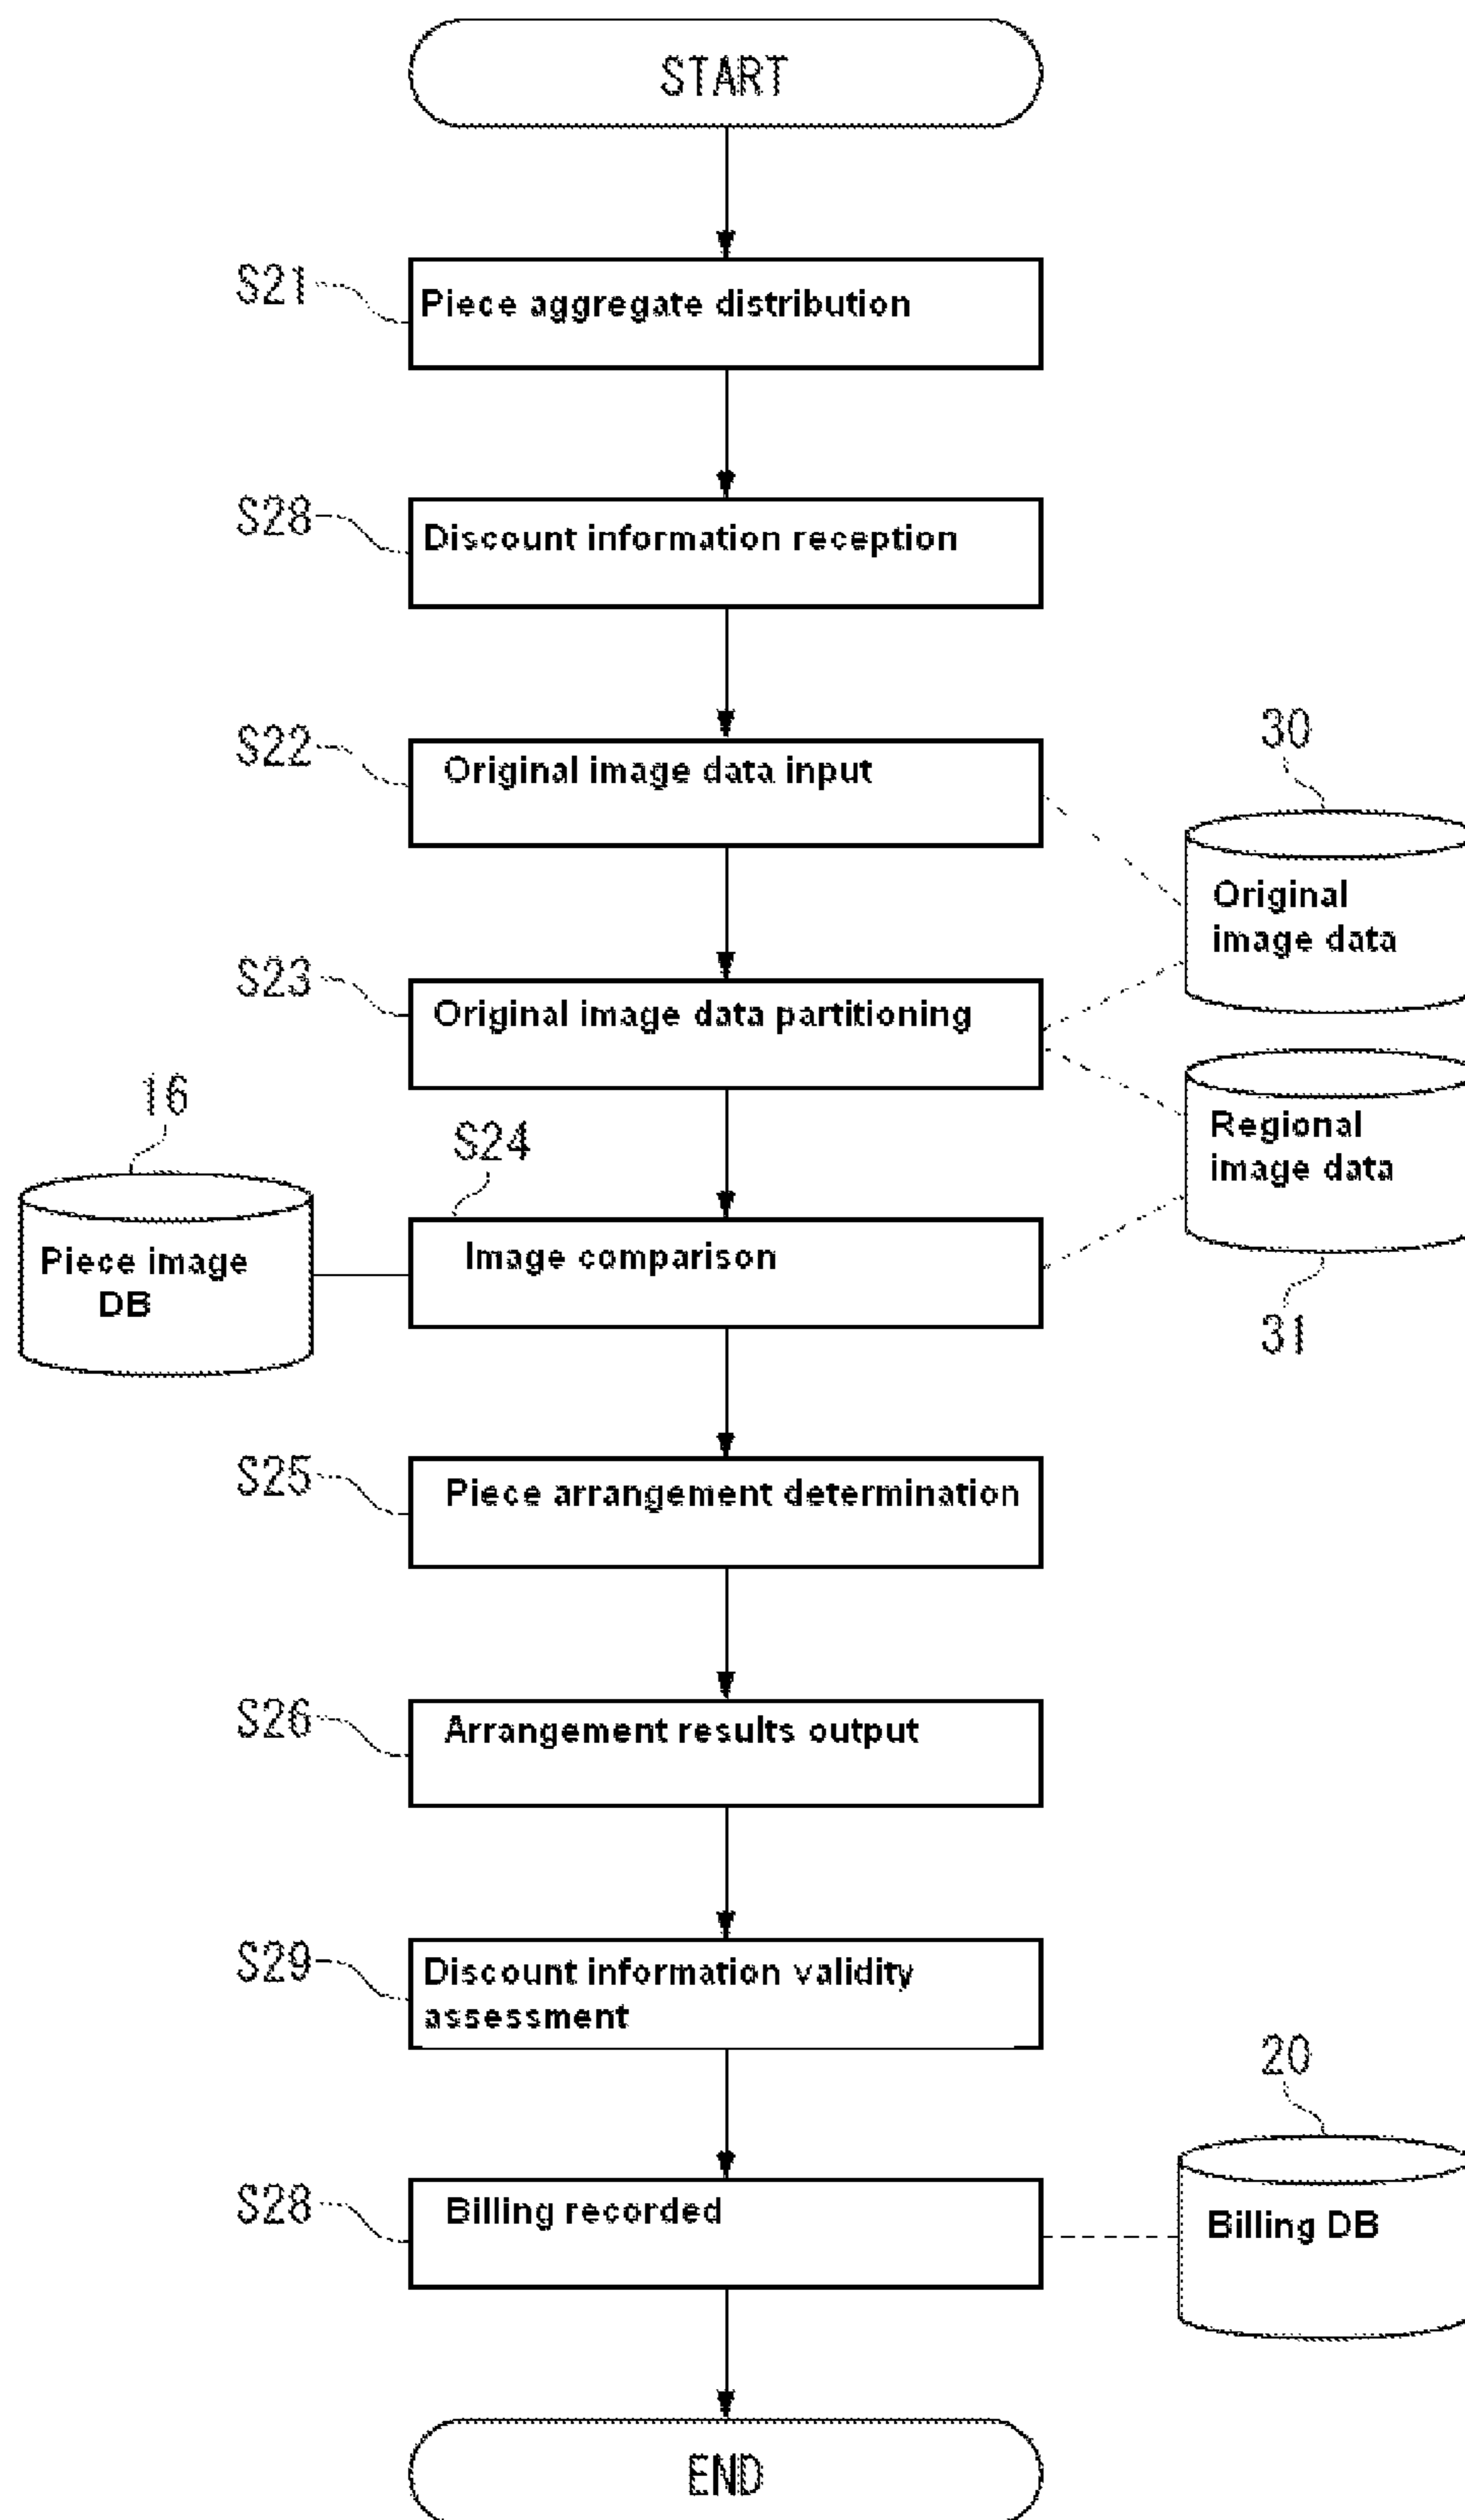 START
S21
Piece aggregate distribution
S28
Discount information reception
S22
Original image data input
30
Original
image data
S23
Original image data partitioning
Regional
image data
31
16
Piece image
DB
S24
Image comparison
S25
Piece arrangement determination
S26
Arrangement results output
S29
Discount information validity
assessment
S28
Billing recorded
20
Billing DB
END